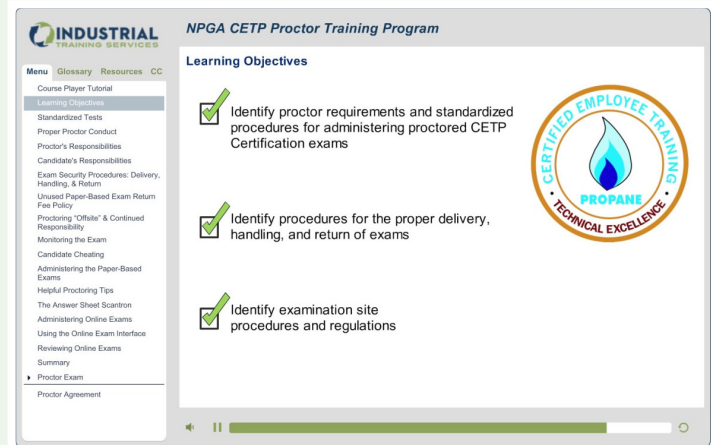 INDUSTRIAL
TRAINING SERVICES
NPGA CETP Proctor Training Program
Menu Glossary Resources CC
Course Player Tutorial
Learning Objectives
Standardized Tests
Proper Proctor Conduct
Proctor's Responsibilities
Candidate's Responsibilities
Exam Security Procedures: Delivery,
Handling, & Return
Unused Paper-Based Exam Return
Fee Policy
Proctoring "Offsite" & Continued
Responsibility
Monitoring the Exam
Candidate Cheating
Administering the Paper-Based
Exams
Helpful Proctoring Tips
The Answer Sheet Scantron
Administering Online Exams
Using the Online Exam Interface
Reviewing Online Exams
Summary
Proctor Exam
Proctor Agreement
Learning Objectives
Identify proctor requirements and standardized
procedures for administering proctored CETP
Certification exams
Identify procedures for the proper delivery,
handling, and return of exams
Identify examination site
procedures and regulations
CERTIFIED EMPLOYEE TRAINING
PROPANE
TECHNICAL EXCELLENCE